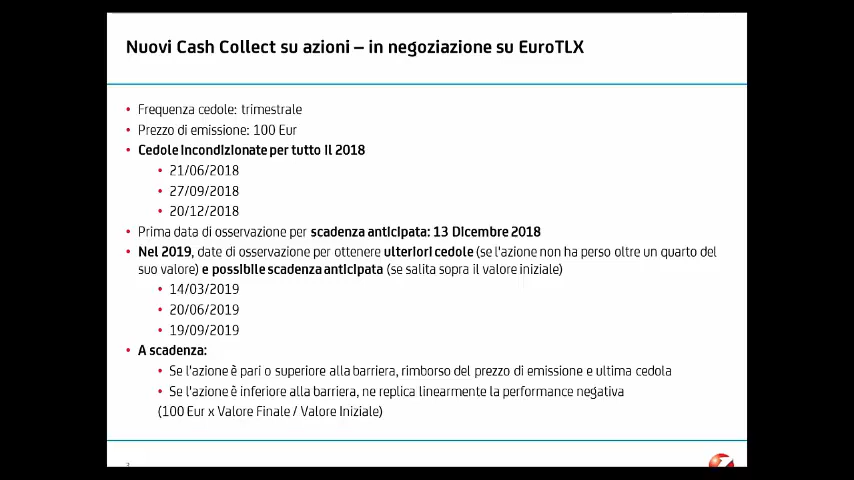 Nuovi Cash Collect su azioni – in negoziazione su EuroTLX
• Frequenza cedole: trimestrale
• Prezzo di emissione: 100 Eur
• Cedole incondizionate per tutto il 2018
• 21/06/2018
• 27/09/2018
• 20/12/2018
• Prima data di osservazione per scadenza anticipata: 13 Dicembre 2018
• Nel 2019, date di osservazione per ottenere ulteriori cedole (se l'azione non ha perso oltre un quarto del
suo valore) e possibile scadenza anticipata (se salita sopra il valore iniziale)
• 14/03/2019
• 20/06/2019
• 19/09/2019
• A scadenza:
• Se l'azione è pari o superiore alla barriera, rimborso del prezzo di emissione e ultima cedola
• Se l'azione è inferiore alla barriera, ne replica linearmente la performance negativa
(100 Eur x Valore Finale / Valore Iniziale)
3